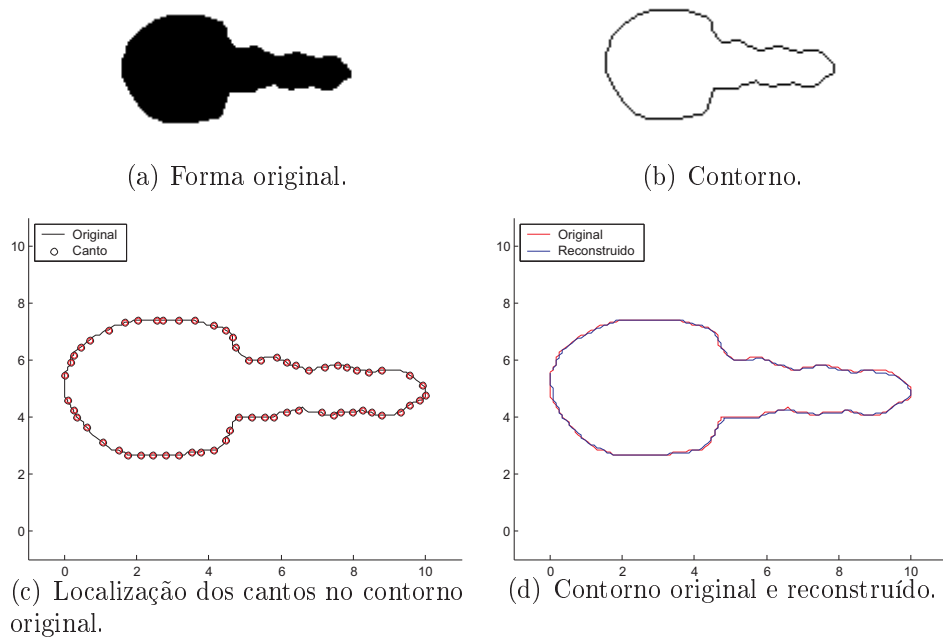 (a) Forma original.
(b) Contorno.
Original
Canto
10
8
6
4
2
0
0 2 4 6 8 10
(c) Localização dos cantos no contorno
original.
Original
Reconstruido
10
8
6
4
2
0
0 2 4 6 8 10
(d) Contorno original e reconstruído.